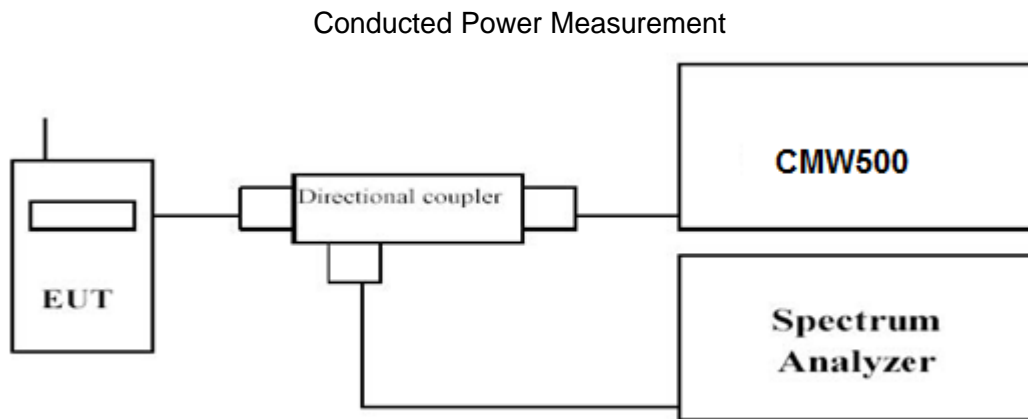 Conducted Power Measurement
EUT
Directional coupler
CMW500
Spectrum
Analyzer